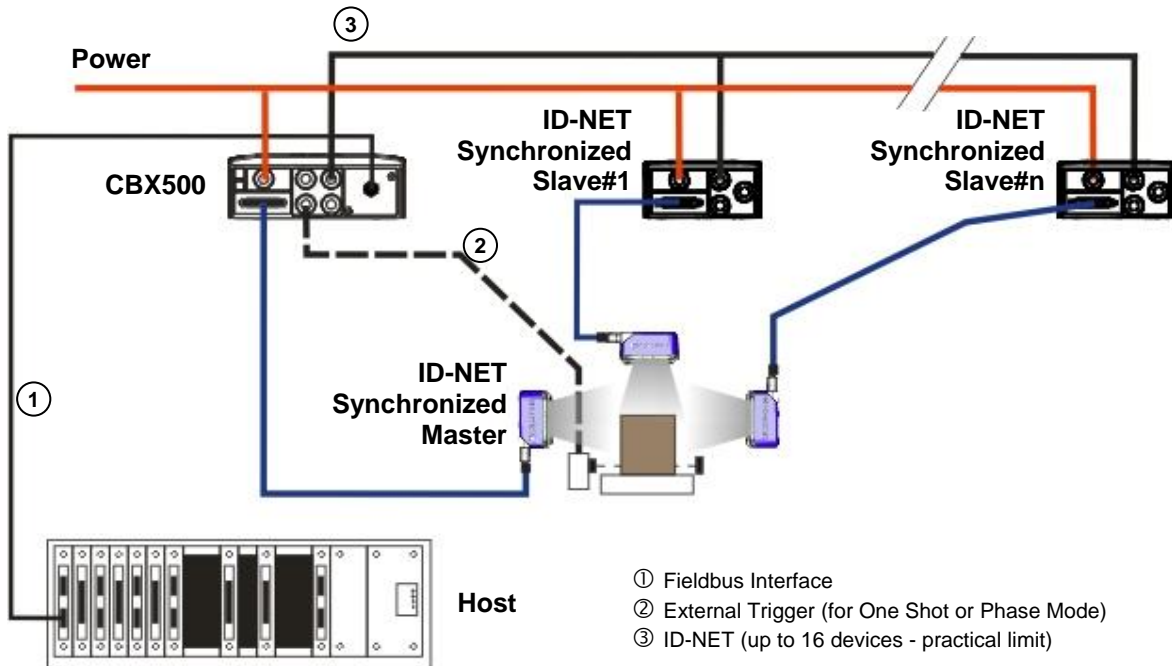 ③
Power
ID-NET
Synchronized
Slave#1
ID-NET
Synchronized
Slave#n
CBX500
②
ID-NET
Synchronized
Master
①
Host
① Fieldbus Interface
② External Trigger (for One Shot or Phase Mode)
③ ID-NET (up to 16 devices - practical limit)